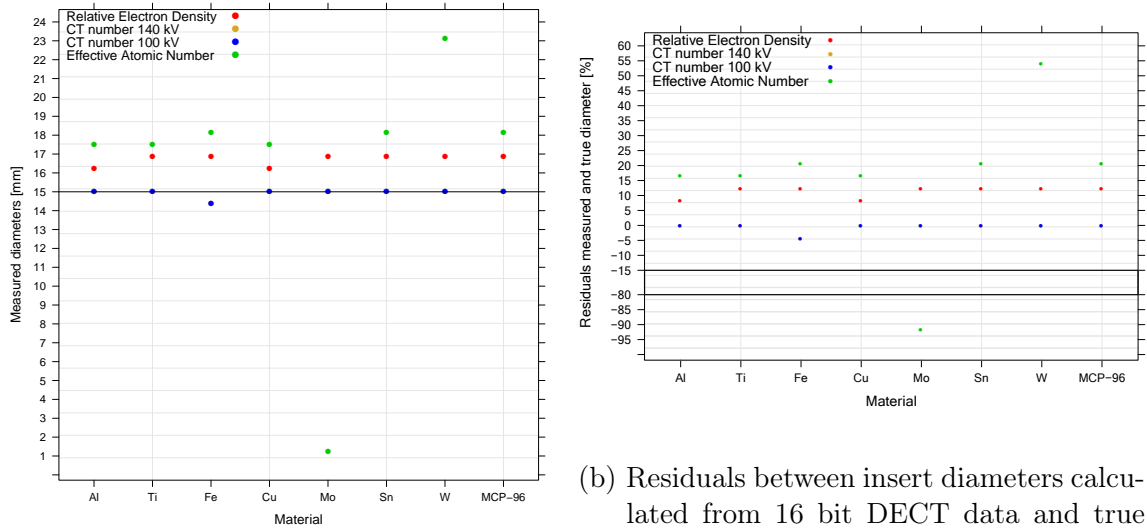 Relative Electron Density
CT number 140 kV
CT number 100 kV
Effective Atomic Number
24
23
22
21
20
19
18
17
16
15
14
13
12
11
10
9
8
7
6
5
4
3
2
1
Measured diameters [mm]
Al Ti Fe Cu Mo Sn W MCP−96
Material
Relative Electron Density
CT number 140 kV
CT number 100 kV
Effective Atomic Number
60
55
50
45
40
35
30
25
20
15
10
5
0
−5
−10
−15
−80
−85
−90
−95
Residuals measured and true diameter [%]
Al Ti Fe Cu Mo Sn W MCP−96
Material
(b) Residuals between insert diameters calcu-
lated from 16 bit DECT data and true